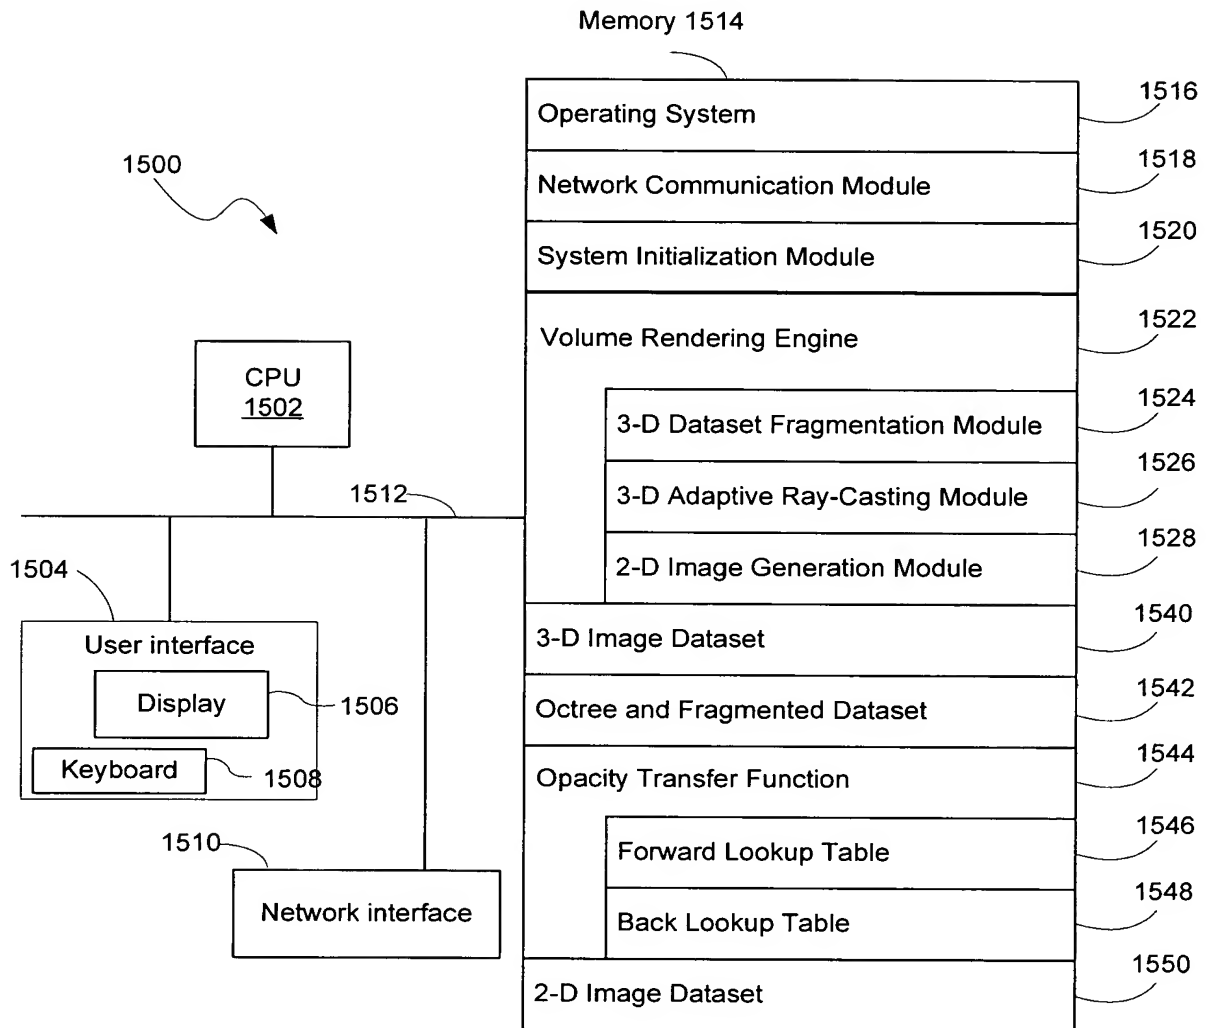 Memory 1514
Operating System
1516
Network Communication Module
1518
System Initialization Module
1520
Volume Rendering Engine
1522
3-D Dataset Fragmentation Module
1524
3-D Adaptive Ray-Casting Module
1526
2-D Image Generation Module
1528
3-D Image Dataset
1540
Octree and Fragmented Dataset
1542
Opacity Transfer Function
1544
Forward Lookup Table
1546
Back Lookup Table
1548
2-D Image Dataset
1550
1500
CPU
1502
1512
1504
User interface
Display
1506
Keyboard
1508
1510
Network interface